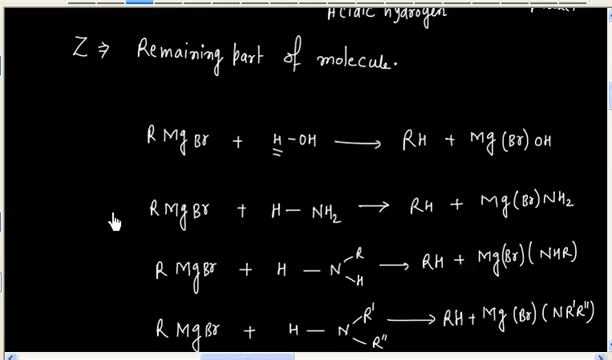 Acidic hydrogen
Z ⇒ Remaining part of molecule.
RMgBr + H-OH → RH + Mg(Br)OH
RMgBr + H-NH2 → RH + Mg(Br)NH2
RMgBr + H-N<R H → RH + Mg(Br)(NHR)
RMgBr + H-N<R' R'' → RH + Mg(Br)(NR'R'')